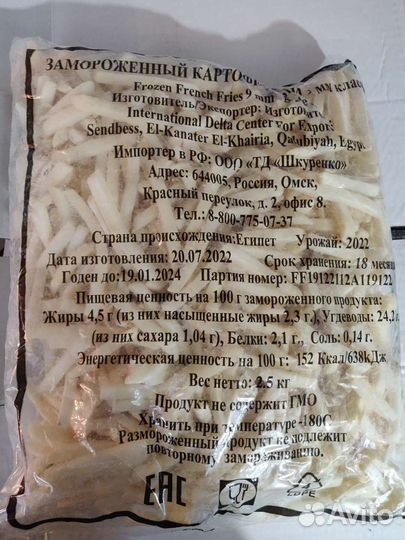 ЗАМОРОЖЕННЫЙ
Frozen French Fries 9 mm
Изготовитель/Экспортер:
International Delta Center For Export
Sendbess, El-Kanater El-Khairia, Qalubiyah, Egypt
Импортер в РФ: ООО «ТД «Шкуренко»
Адрес: 644005, Россия, Омск,
Красный переулок, д. 2, офис 8.
Тел.: 8-800-775-07-37
Страна происхождения:Египет Урожай: 2022
Дата изготовления: 20.07.2022 Срок хранения: 18 месяц
Годен до:19.01.2024 Партия номер:
Пищевая ценность на 100 г замороженного продукта:
Жиры 4,5 г (из них насыщенные жиры 2,3 г.), Углеводы: 24,2
(из них сахара 1,04 г), Белки: 2,1 г., Соль: 0,14 г.
Энергетическая ценность на 100 г: 152 Ккал/638кДж
Вес нетто: 2.5 кг
Продукт не содержит ГМО
Хранить при температуре -180С
Размороженный продукт не подлежит
повторному замораживанию.
EAC
4
LDPE
Avito